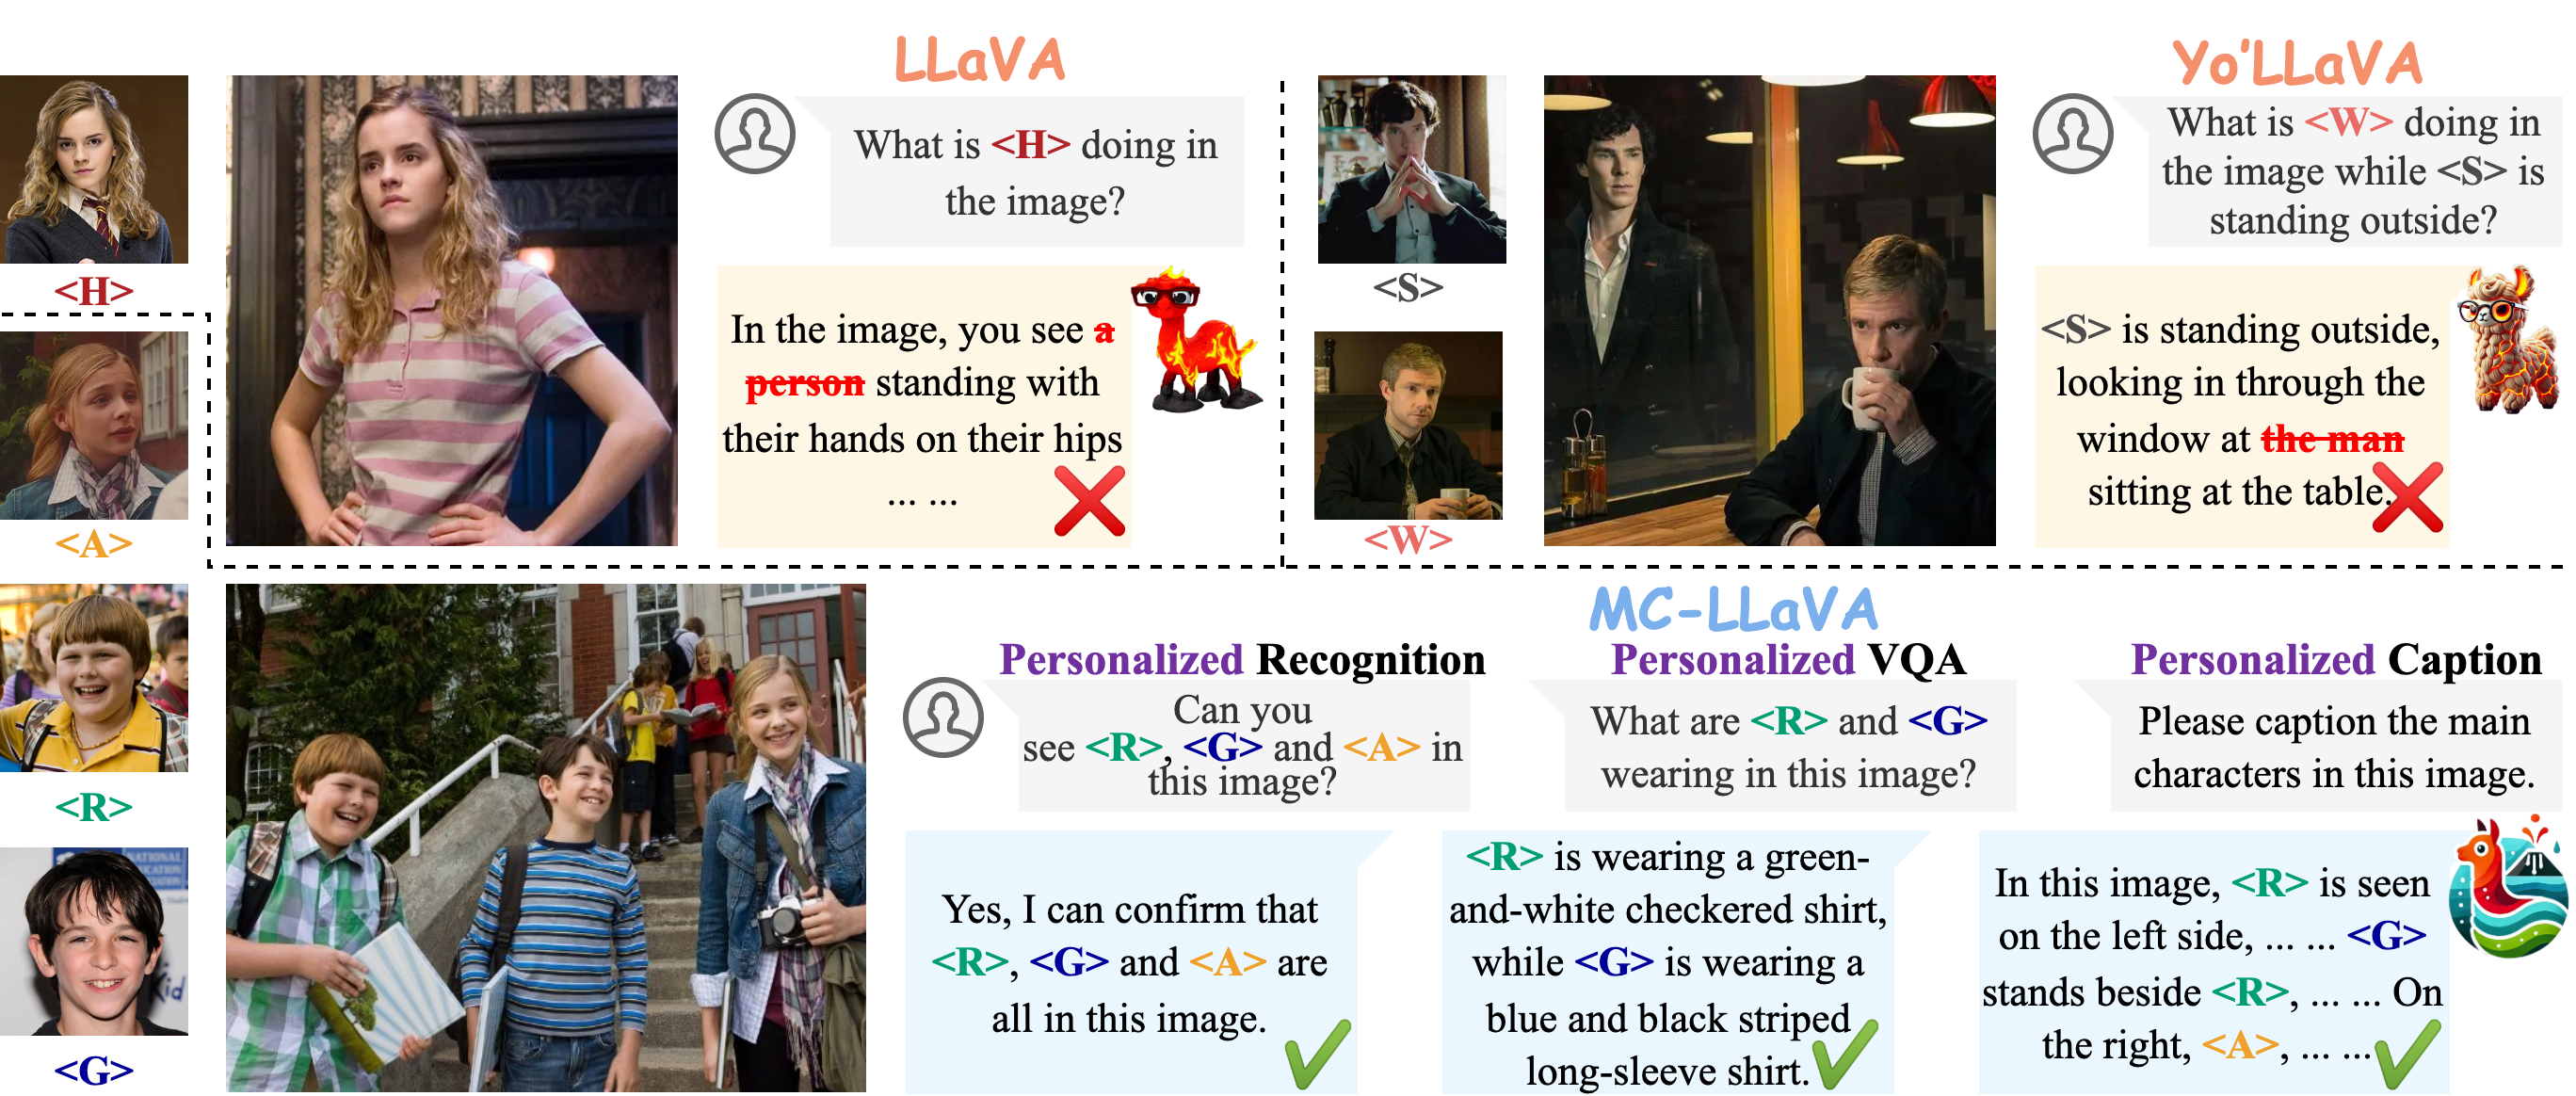 LLaVA
What is <H> doing in
the image?
In the image, you see a
person standing with
their hands on their hips
... ...
<H>
<A>
Yo'LLaVA
What is <W> doing in
the image while <S> is
standing outside?
<S> is standing outside,
looking in through the
window at the man
sitting at the table.
<S>
<W>
MC-LLaVA
Personalized Recognition
Can you
see <R>, <G> and <A> in
this image?
Yes, I can confirm that
<R>, <G> and <A> are
all in this image.
Personalized VQA
What are <R> and <G>
wearing in this image?
<R> is wearing a green-
and-white checkered shirt,
while <G> is wearing a
blue and black striped
long-sleeve shirt.
Personalized Caption
Please caption the main
characters in this image.
In this image, <R> is seen
on the left side, ... ... <G>
stands beside <R>, ... ... On
the right, <A>, ... ...
<R>
NATIONAL
Kid
<G>